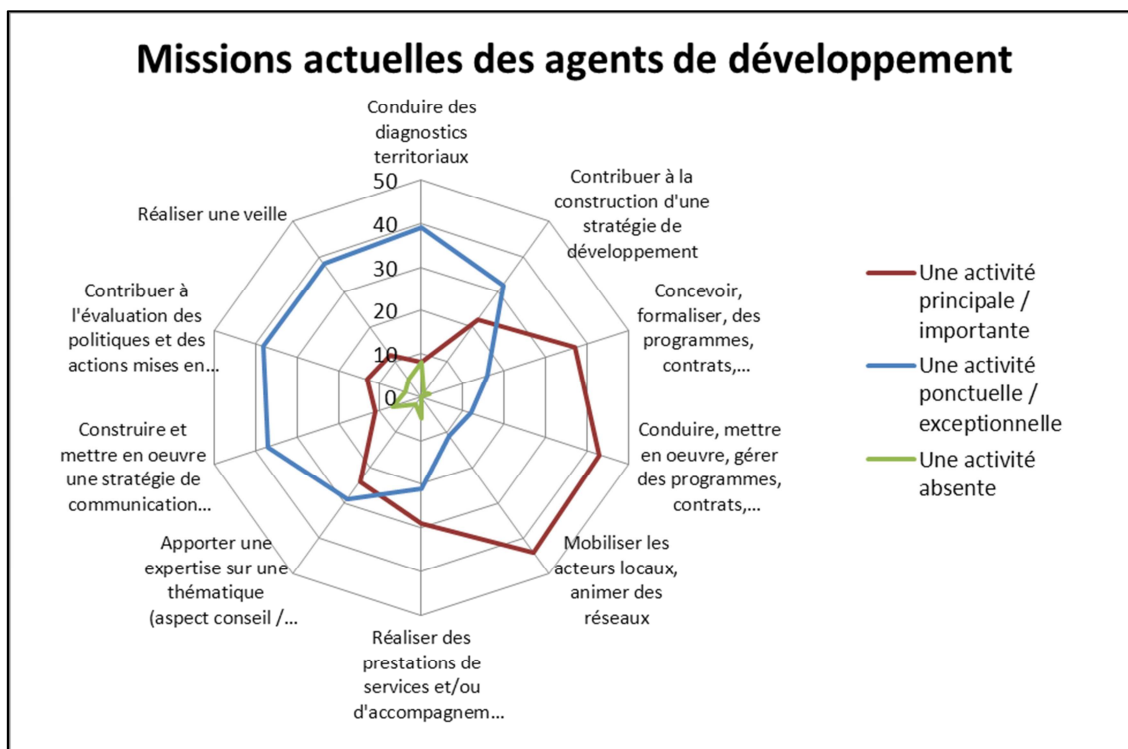 Missions actuelles des agents de développement
Conduire des
diagnostics
territoriaux
Contribuer à la
construction d'une
stratégie de
développement
Concevoir,
formaliser, des
programmes,
contrats,...
Conduire, mettre
en oeuvre, gérer
des programmes,
contrats,...
Mobiliser les
acteurs locaux,
animer des
réseaux
Réaliser des
prestations de
services et/ou
d'accompagnem...
Apporter une
expertise sur une
thématique
(aspect conseil /...
Construire et
mettre en oeuvre
une stratégie de
communication...
Contribuer à
l'évaluation des
politiques et des
actions mises en...
Réaliser une veille
50
40
30
20
10
0
Une activité
principale /
importante
Une activité
ponctuelle /
exceptionnelle
Une activité
absente